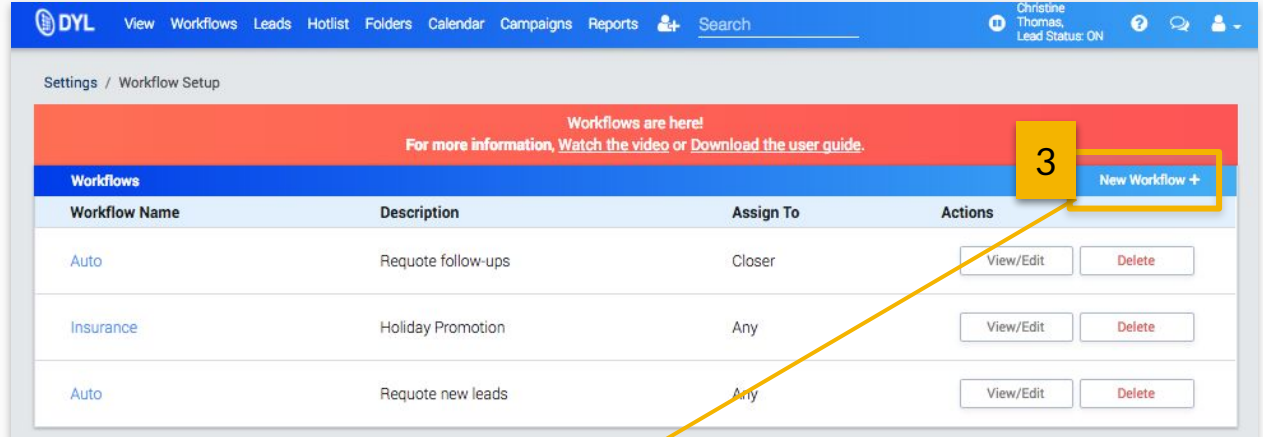 DYL View Workflows Leads Hotlist Folders Calendar Campaigns Reports Search
Christine
Thomas,
Lead Status: ON
Settings / Workflow Setup
Workflows are here!
For more information, Watch the video or Download the user guide.
3
Workflows New Workflow +
Workflow Name Description Assign To Actions
Auto Requote follow-ups Closer View/Edit Delete
Insurance Holiday Promotion Any View/Edit Delete
Auto Requote new leads Any View/Edit Delete